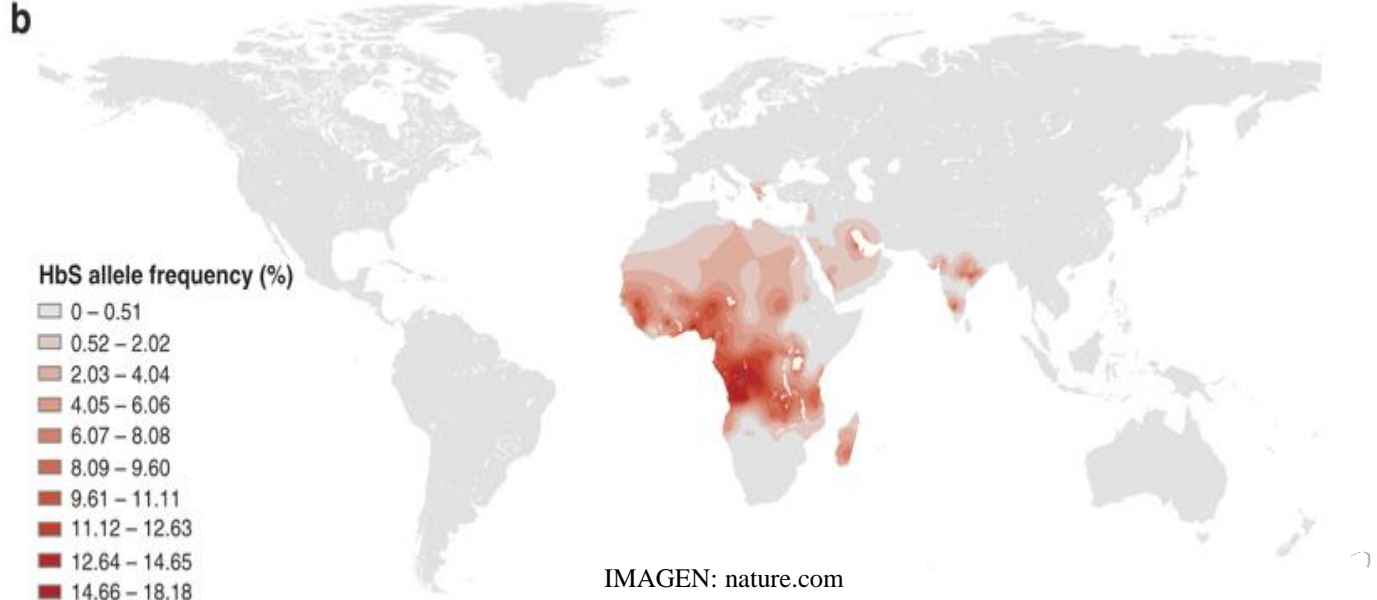 b
HbS allele frequency (%)
0 – 0.51
0.52 – 2.02
2.03 – 4.04
4.05 – 6.06
6.07 – 8.08
8.09 – 9.60
9.61 – 11.11
11.12 – 12.63
12.64 – 14.65
14.66 – 18.18
IMAGEN: nature.com